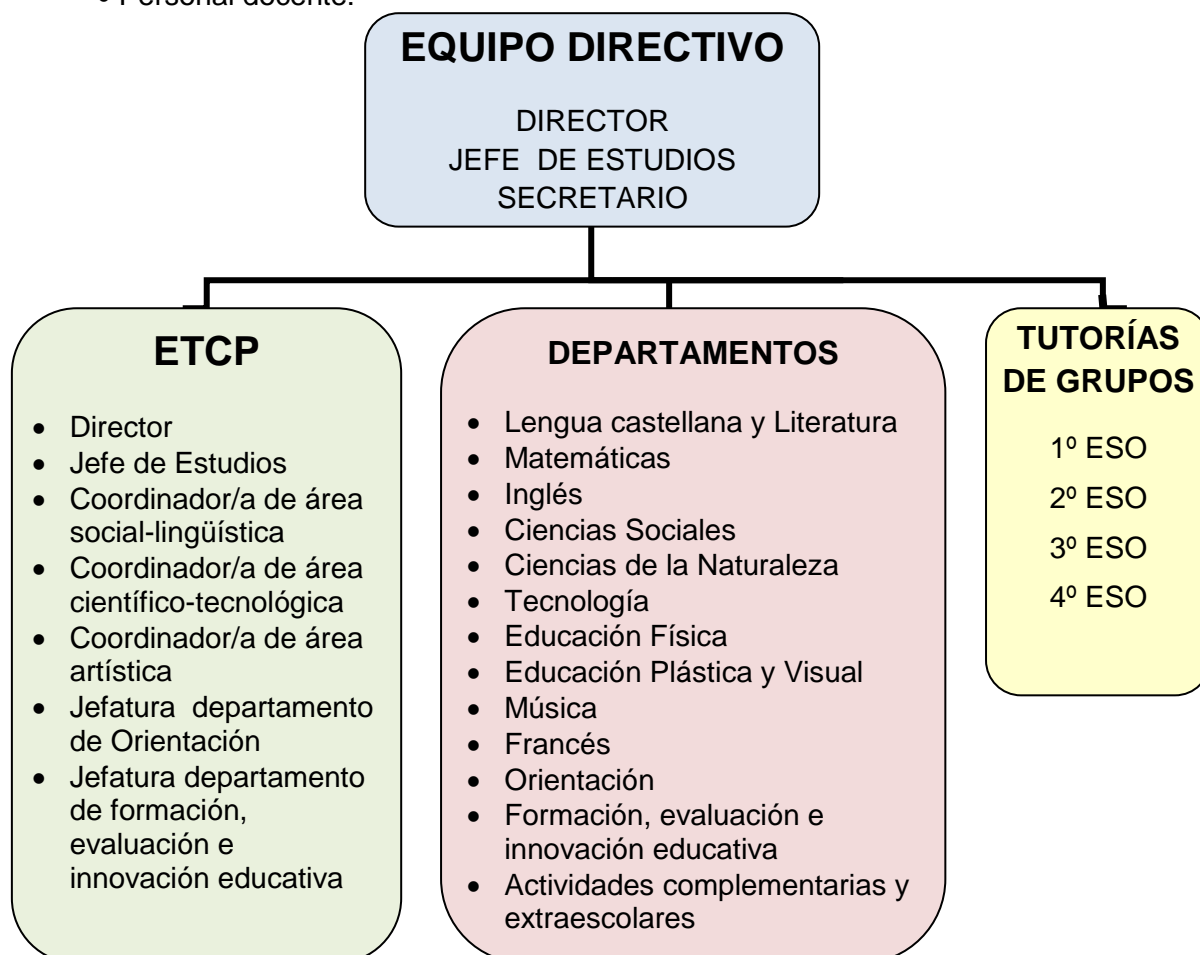 • Personal docente.
EQUIPO DIRECTIVO
DIRECTOR
JEFE DE ESTUDIOS
SECRETARIO
ETCP
• Director
• Jefe de Estudios
• Coordinador/a de área
social-lingüística
• Coordinador/a de área
científico-tecnológica
• Coordinador/a de área
artística
• Jefatura departamento
de Orientación
• Jefatura departamento
de formación,
evaluación e
innovación educativa
DEPARTAMENTOS
• Lengua castellana y Literatura
• Matemáticas
• Inglés
• Ciencias Sociales
• Ciencias de la Naturaleza
• Tecnología
• Educación Física
• Educación Plástica y Visual
• Música
• Francés
• Orientación
• Formación, evaluación e
innovación educativa
• Actividades complementarias y
extraescolares
TUTORÍAS
DE GRUPOS
1º ESO
2º ESO
3º ESO
4º ESO